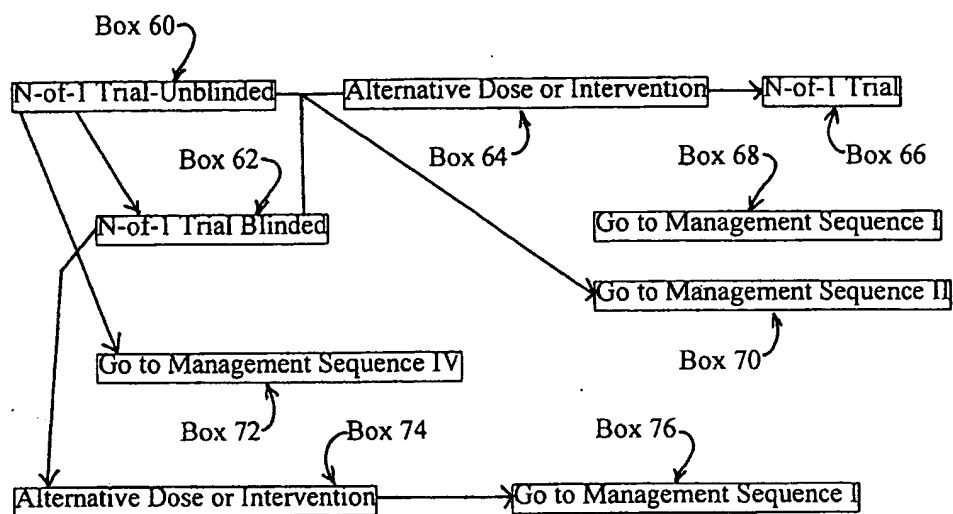 Box 60
N-of-1 Trial-Unblinded
Alternative Dose or Intervention
N-of-1 Trial
Box 62
Box 64
Box 68
Box 66
N-of-1 Trial Blinded
Go to Management Sequence I
Go to Management Sequence II
Box 70
Go to Management Sequence IV
Box 72
Box 74
Box 76
Alternative Dose or Intervention
Go to Management Sequence I